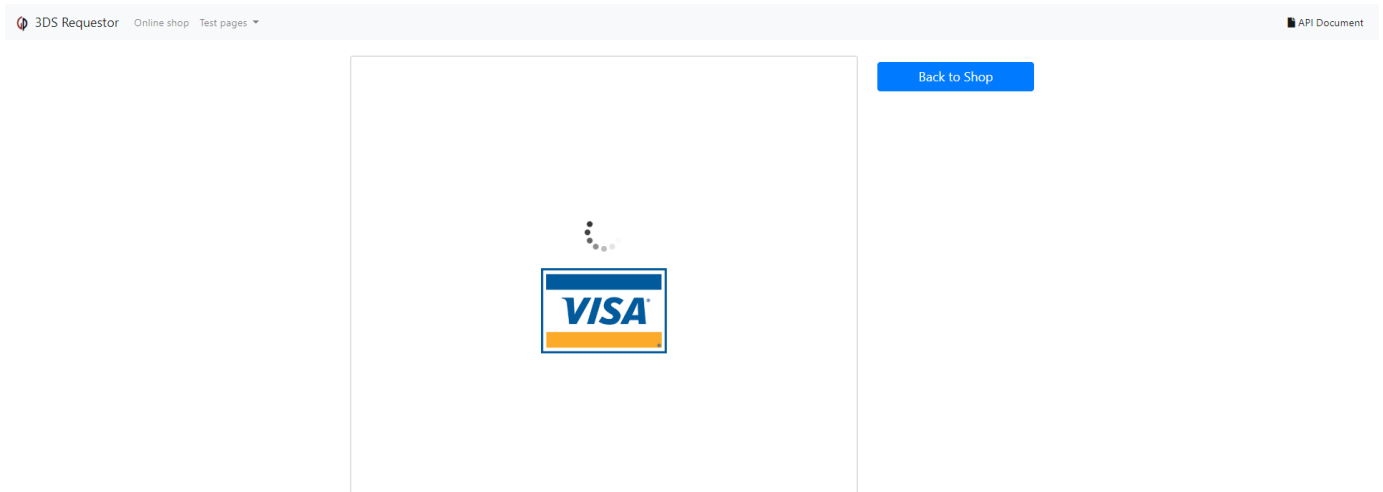 3DS Requestor Online shop Test pages API Document
Back to Shop
VISA